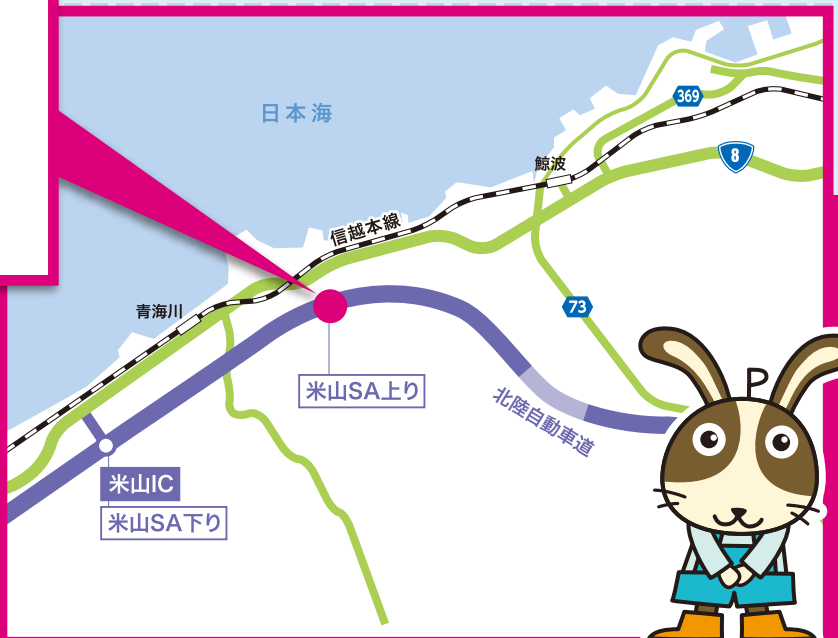 日本海
369
8
鯨波
信越本線
青海川
73
米山SA上り
北陸自動車道
米山IC
米山SA下り